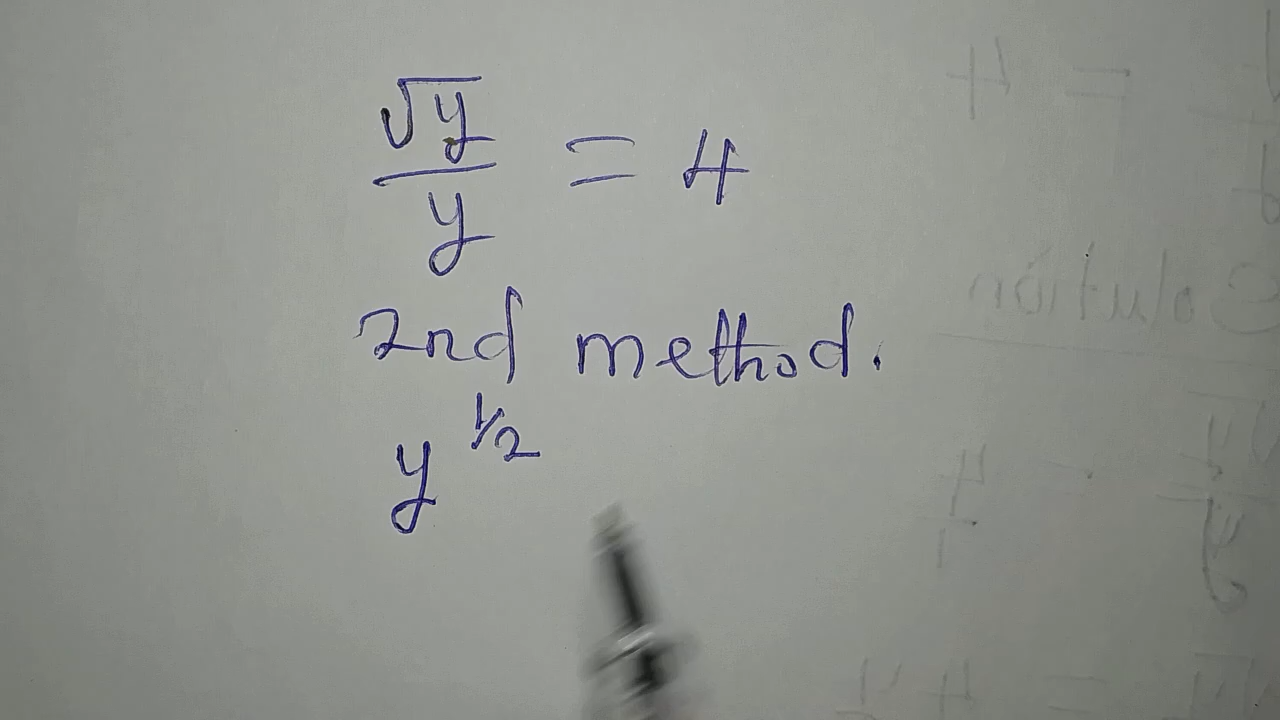 √y/y = 4
2nd method.
y^1/2